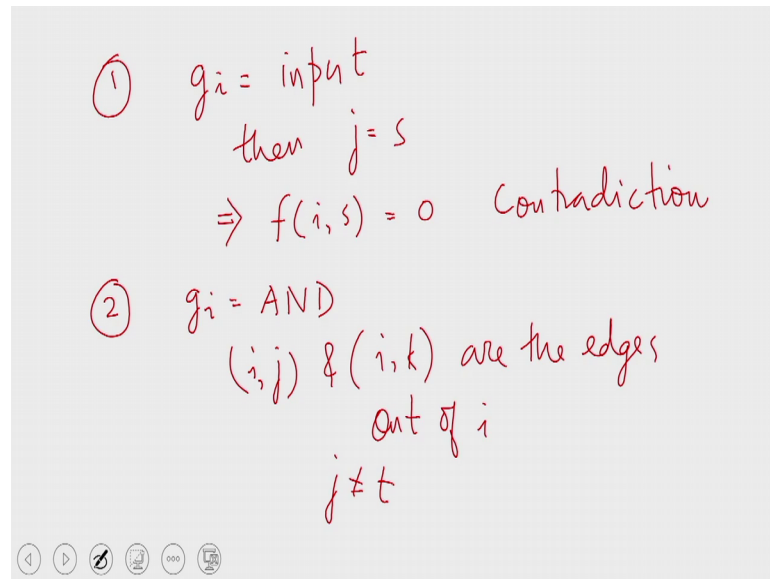 ① gi = input
then j = s
⇒ f(i, s) = 0 Contradiction
② gi = AND
(i, j) & (i, k) are the edges
out of i
j ≠ t